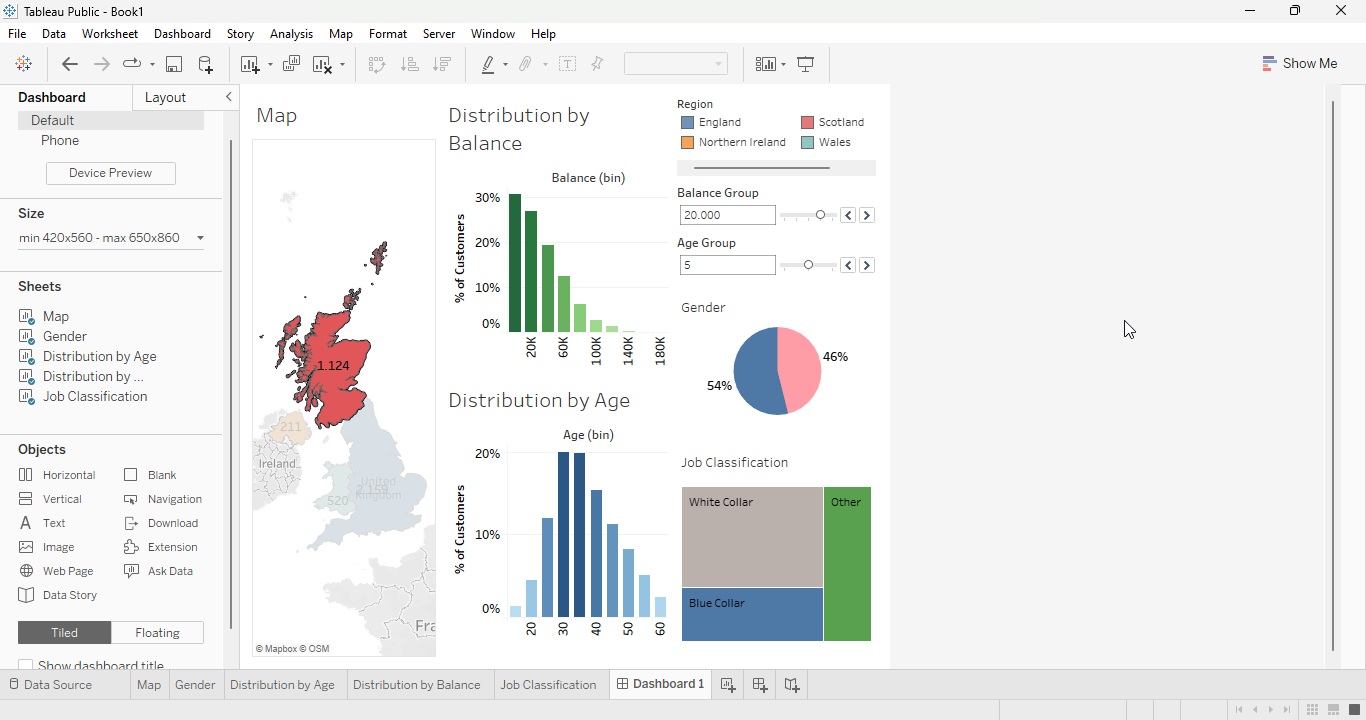 Tableau Public - Book1
File Data Worksheet Dashboard Story Analysis Map Format Server Window Help
Show Me
Dashboard Layout
Default
Phone
Device Preview
Size
min 420x560 - max 650x860
Sheets
Map
Gender
Distribution by Age
Distribution by ...
Job Classification
Objects
Horizontal Blank
Vertical Navigation
Text Download
Image Extension
Web Page Ask Data
Data Story
Tiled Floating
Show dashboard title
Map
1.124
211
Ireland
United
Kingdom
2.159
520
Fra
© Mapbox © OSM
Distribution by
Balance
Balance (bin)
% of Customers
30%
20%
10%
0%
20K 60K 100K 140K 180K
Distribution by Age
Age (bin)
% of Customers
20%
10%
0%
20 30 40 50 60
Region
England Scotland
Northern Ireland Wales
Balance Group
20.000
Age Group
5
Gender
46%
54%
Job Classification
White Collar Other
Blue Collar
Data Source Map Gender Distribution by Age Distribution by Balance Job Classification Dashboard 1